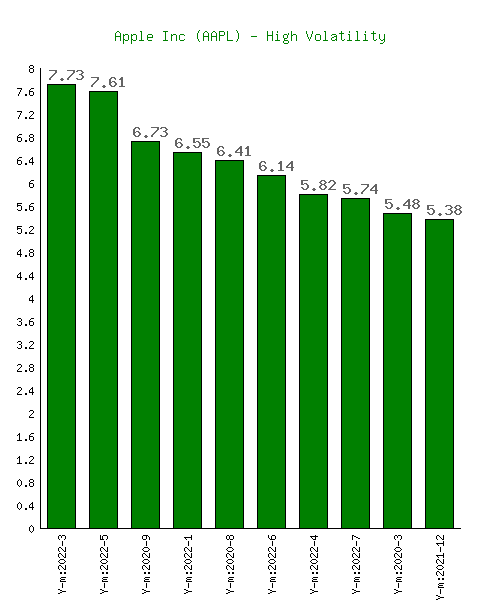 Apple Inc (AAPL) - High Volatility
8
7.6
7.2
6.8
6.4
6
5.6
5.2
4.8
4.4
4
3.6
3.2
2.8
2.4
2
1.6
1.2
0.8
0.4
0
7.73
7.61
6.73
6.55
6.41
6.14
5.82
5.74
5.48
5.38
Y-m:2022-3
Y-m:2022-5
Y-m:2020-9
Y-m:2022-1
Y-m:2020-8
Y-m:2022-6
Y-m:2022-4
Y-m:2022-7
Y-m:2020-3
Y-m:2021-12